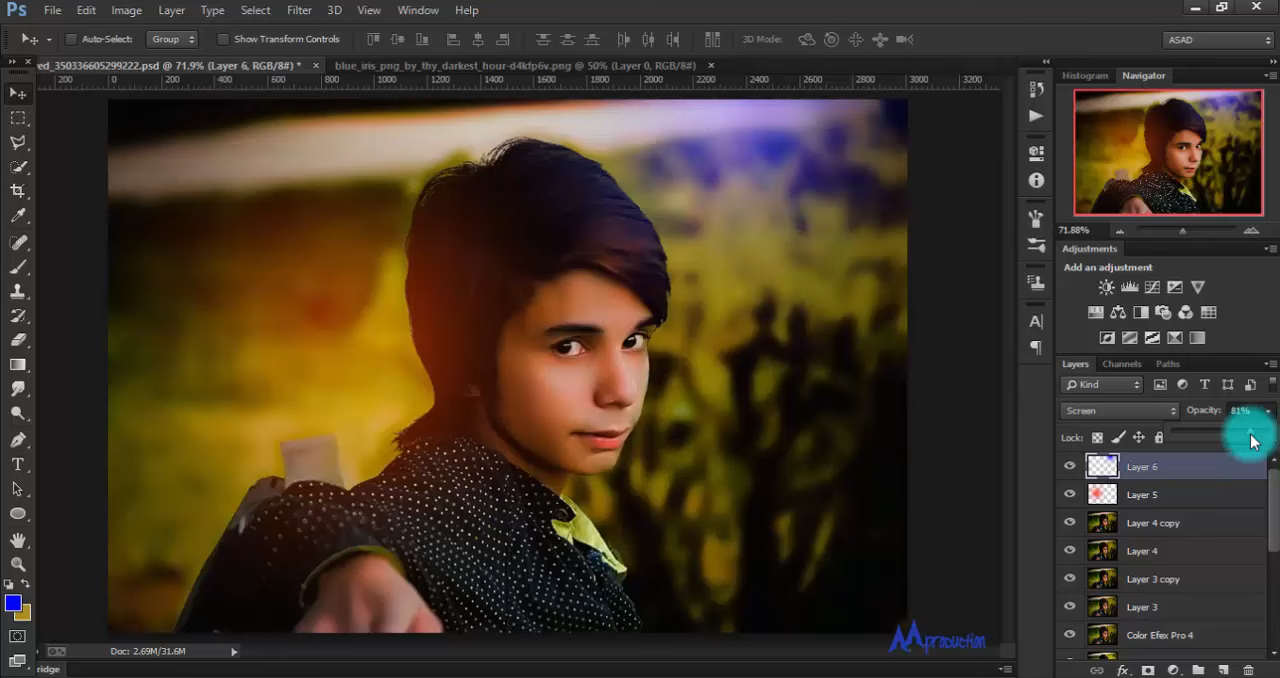 Ps File Edit Image Layer Type Select Filter 3D View Window Help
Auto-Select: Group Show Transform Controls 3D Mode: ASAD
ed_350336605299222.psd @ 71.9% (Layer 6, RGB/8#) * × blue_iris_png_by_thy_darkest_hour-d4kfp6v.png @ 50% (Layer 0, RGB/8#) ×
200 0 200 400 600 800 1000 1200 1400 1600 1800 2000 2200 2400 2600 2800 3000 3200
Histogram Navigator
71.88%
Adjustments
Add an adjustment
Layers Channels Paths
Kind
Screen Opacity: 81%
Lock:
Layer 6
Layer 5
Layer 4 copy
Layer 4
Layer 3 copy
Layer 3
Color Efex Pro 4
AA production
Doc: 2.69M/31.6M
ridge